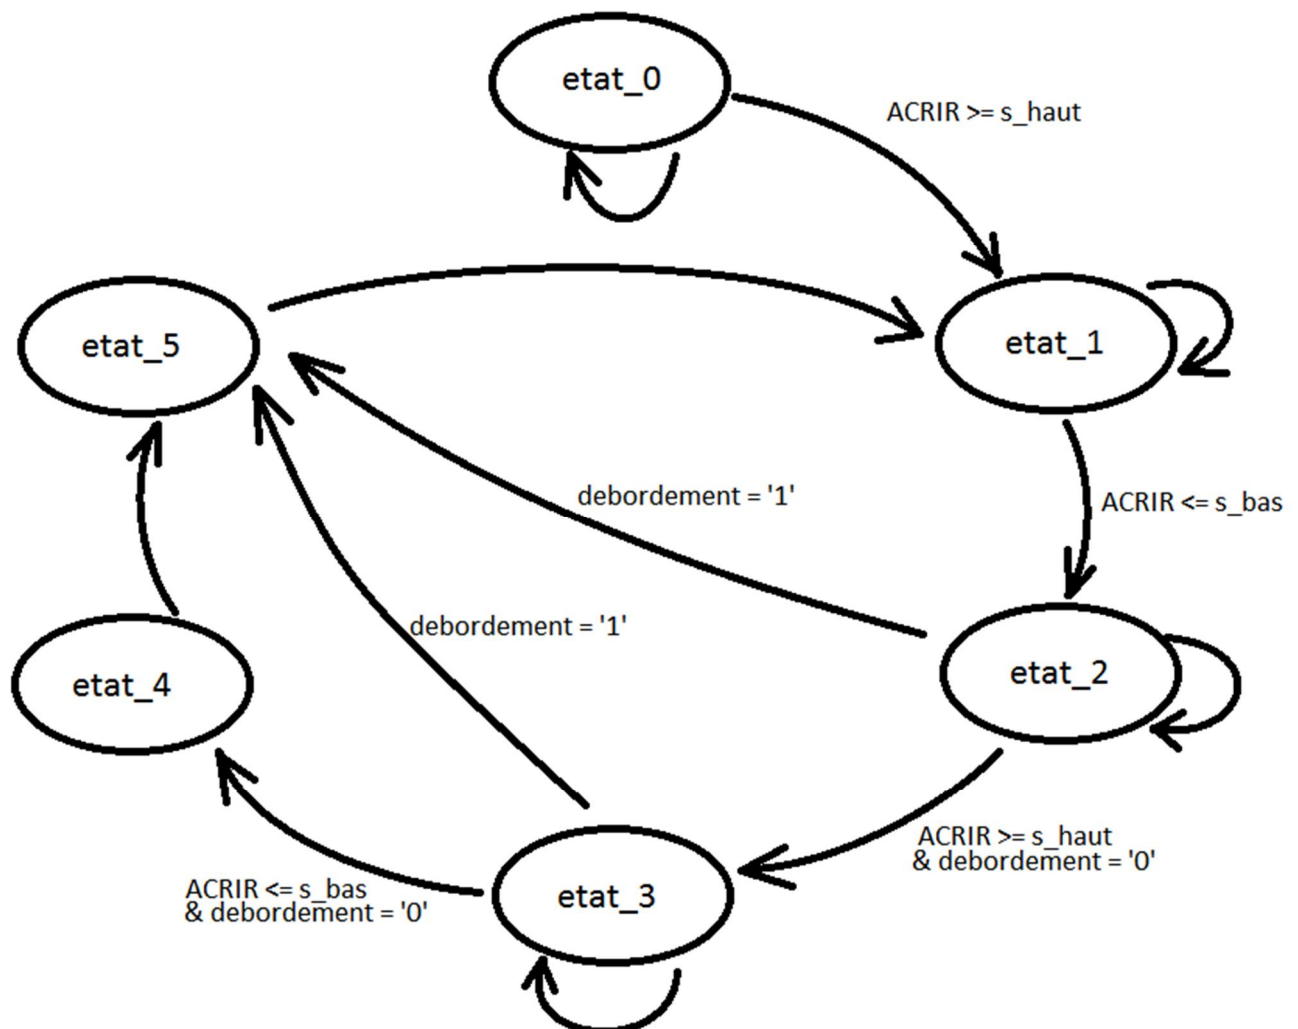 etat_0
ACRIR >= s_haut
etat_5
etat_1
debordement = '1'
ACRIR <= s_bas
debordement = '1'
etat_2
etat_4
ACRIR >= s_haut
& debordement = '0'
ACRIR <= s_bas
& debordement = '0'
etat_3